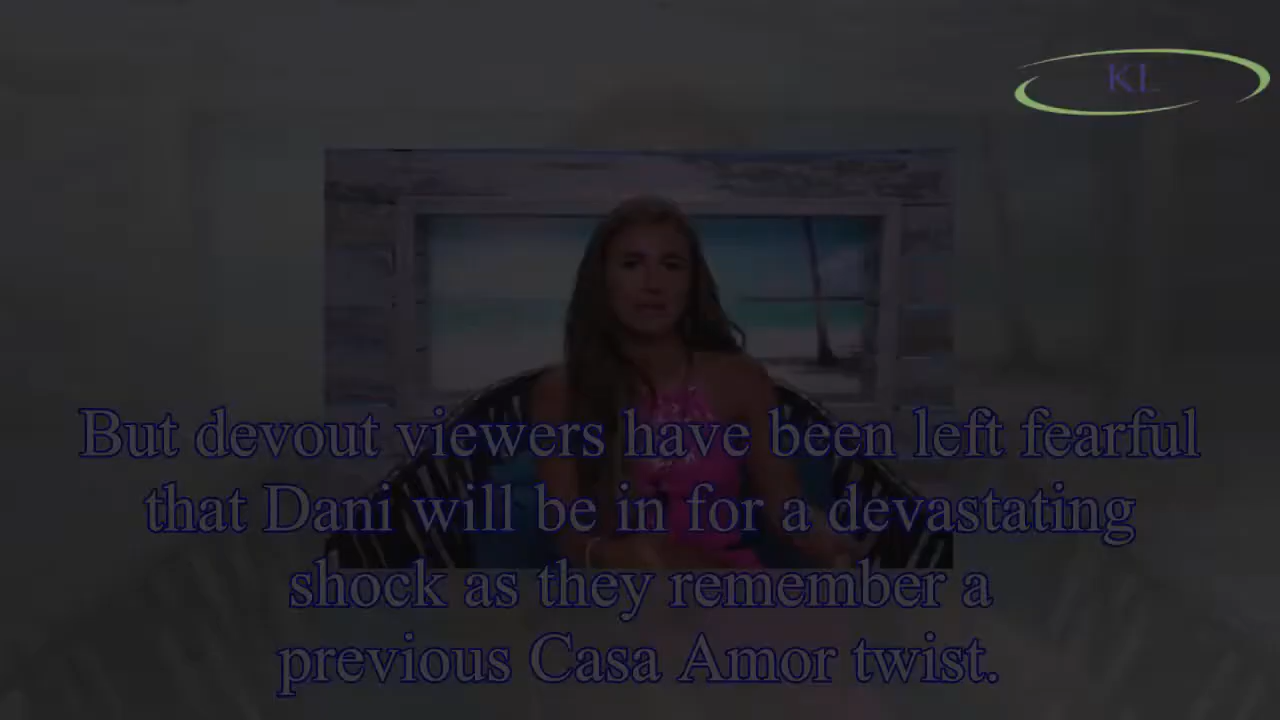 KL
But devout viewers have been left fearful
that Dani will be in for a devastating
shock as they remember a
previous Casa Amor twist.